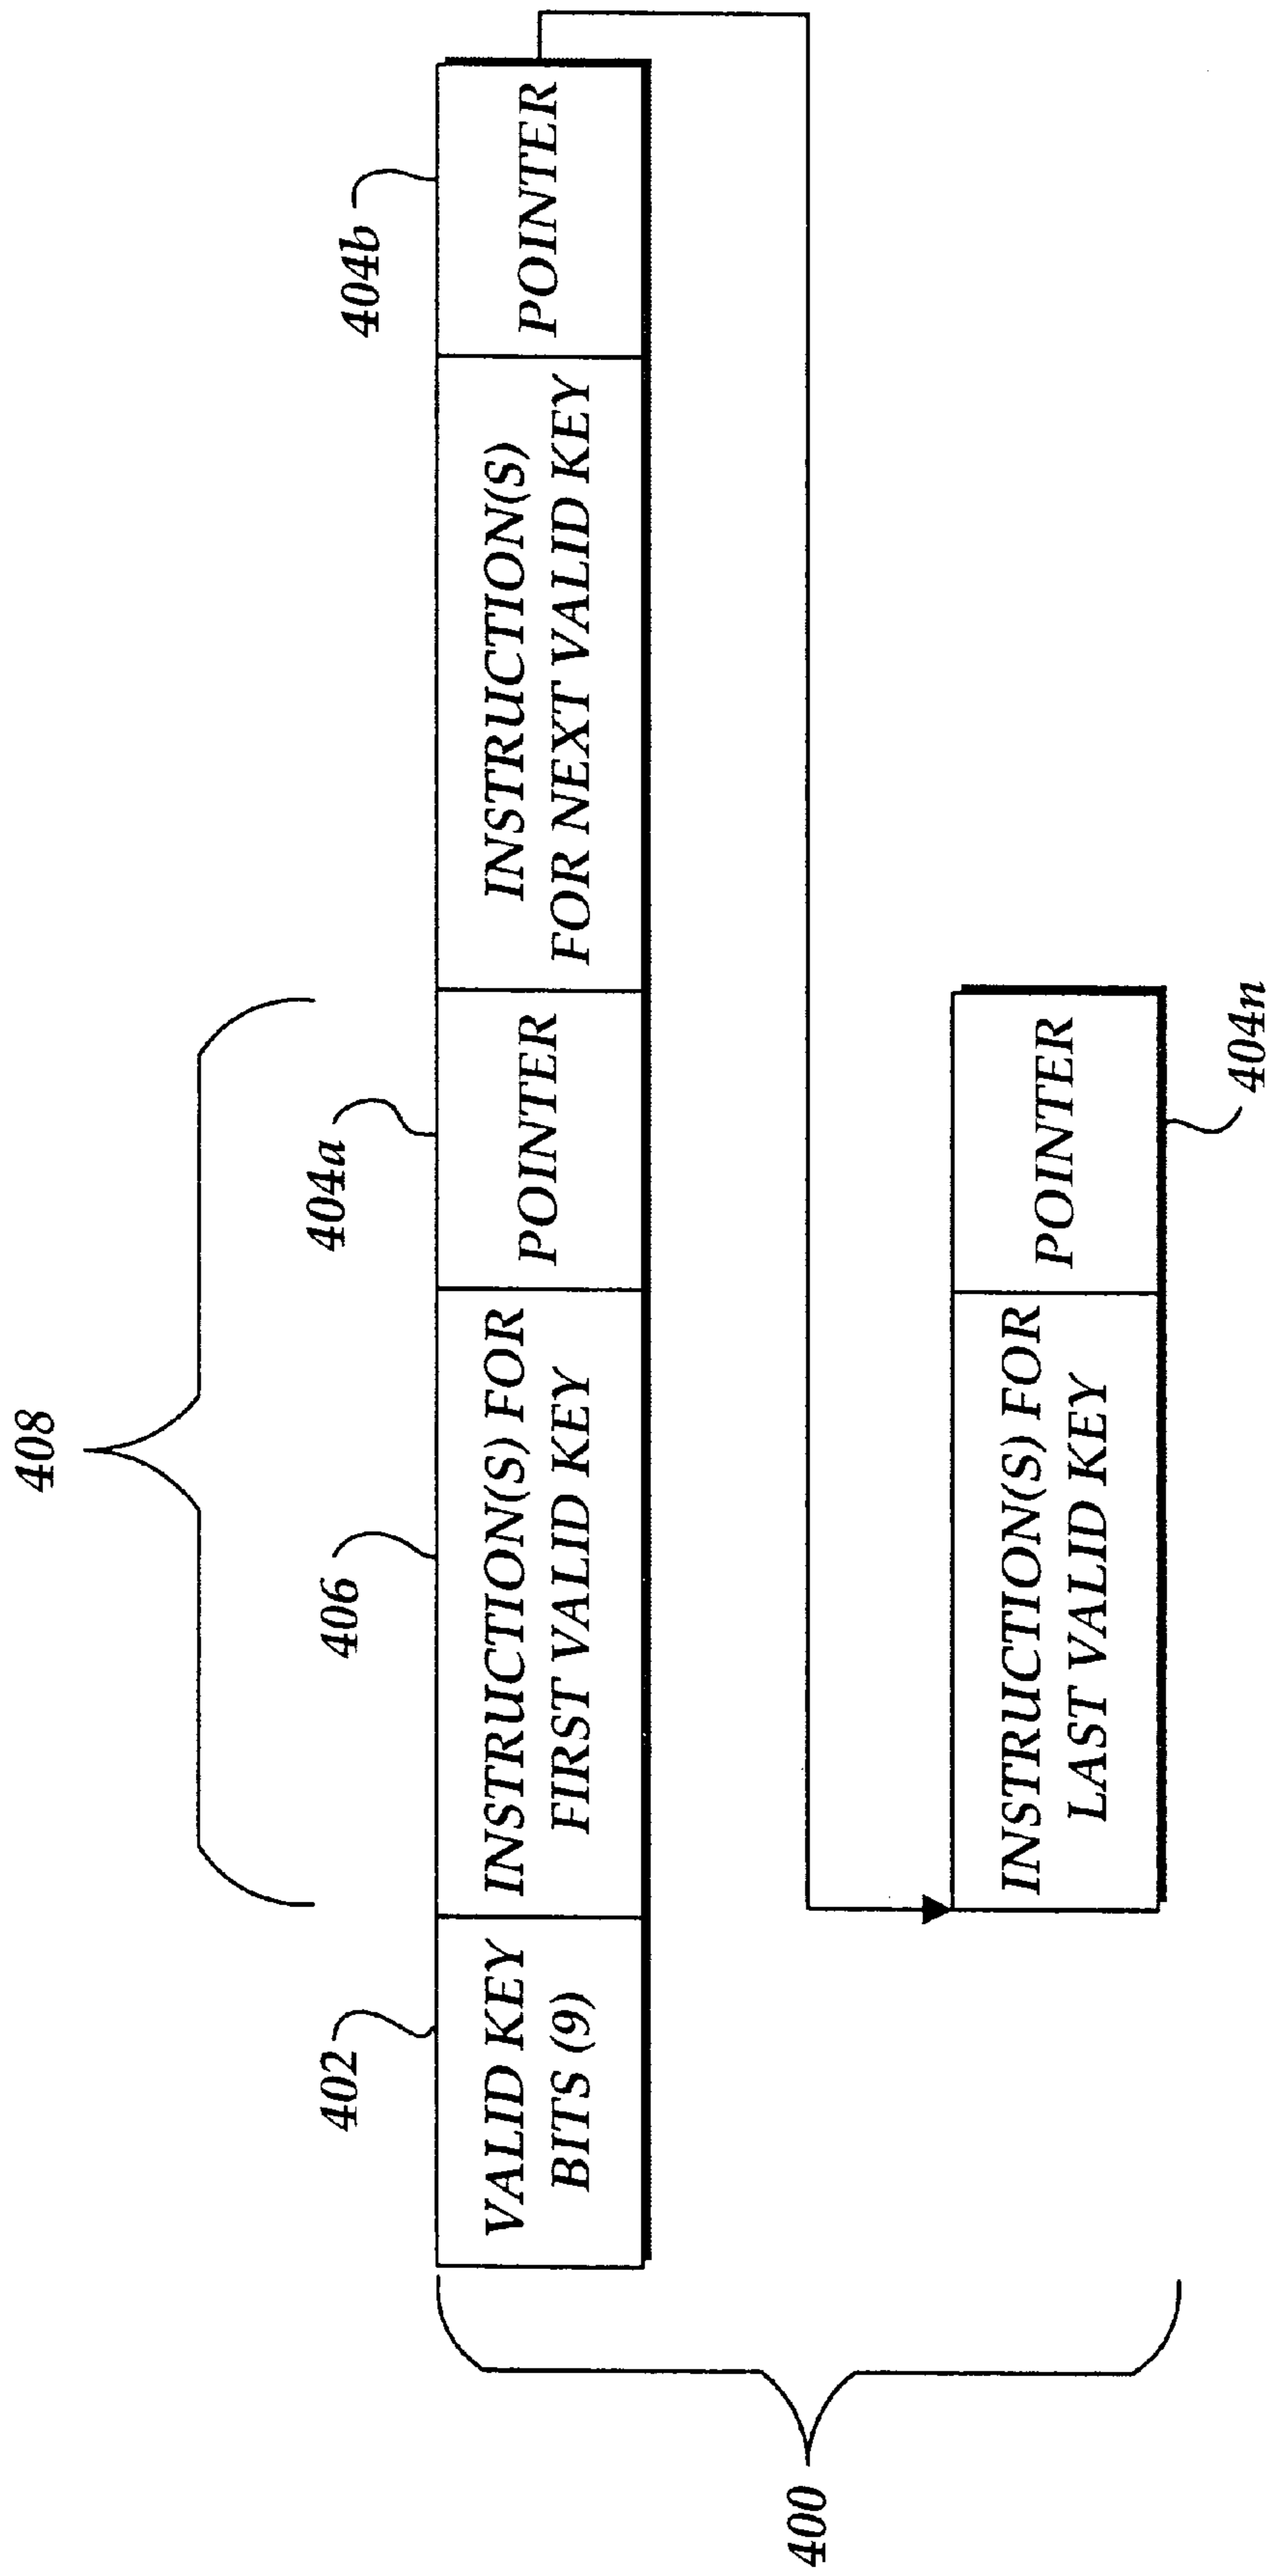 408
402
406
404a
404b
VALID KEY
BITS (9)
INSTRUCTION(S) FOR
FIRST VALID KEY
POINTER
INSTRUCTION(S)
FOR NEXT VALID KEY
POINTER
400
INSTRUCTION(S) FOR
LAST VALID KEY
POINTER
404n